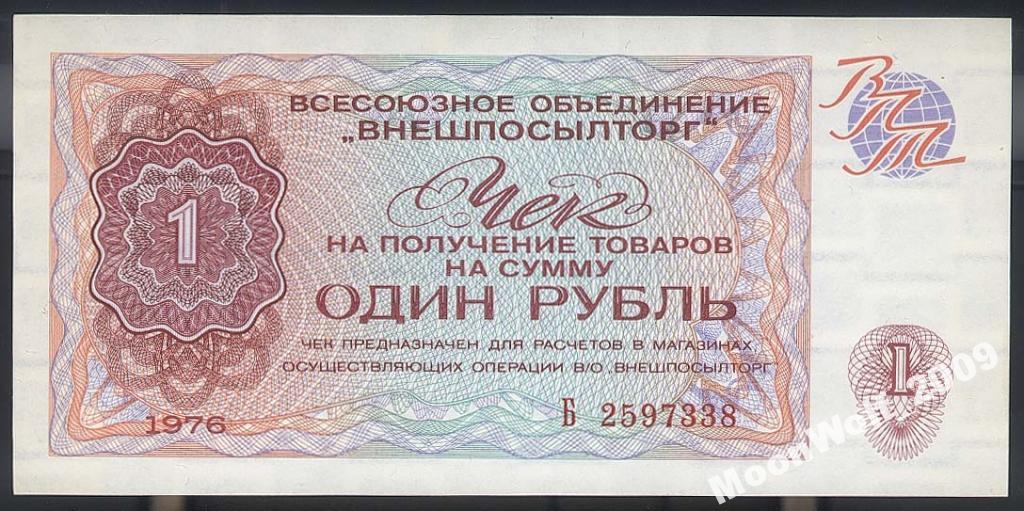 ВСЕСОЮЗНОЕ ОБЪЕДИНЕНИЕ
„ВНЕШПОСЫЛТОРГ"
ВПТ
Чек
НА ПОЛУЧЕНИЕ ТОВАРОВ
НА СУММУ
1
ОДИН РУБЛЬ
ЧЕК ПРЕДНАЗНАЧЕН ДЛЯ РАСЧЕТОВ В МАГАЗИНАХ,
ОСУЩЕСТВЛЯЮЩИХ ОПЕРАЦИИ В/О „ВНЕШПОСЫЛТОРГ"
1
1976
Б 2597338
MoonWolf 2009